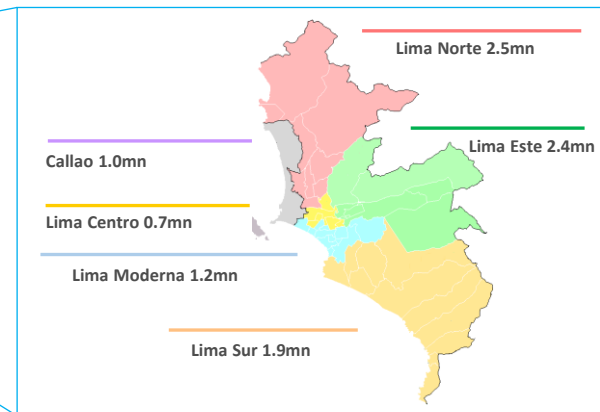 Lima Norte 2.5mn
Lima Este 2.4mn
Callao 1.0mn
Lima Centro 0.7mn
Lima Moderna 1.2mn
Lima Sur 1.9mn